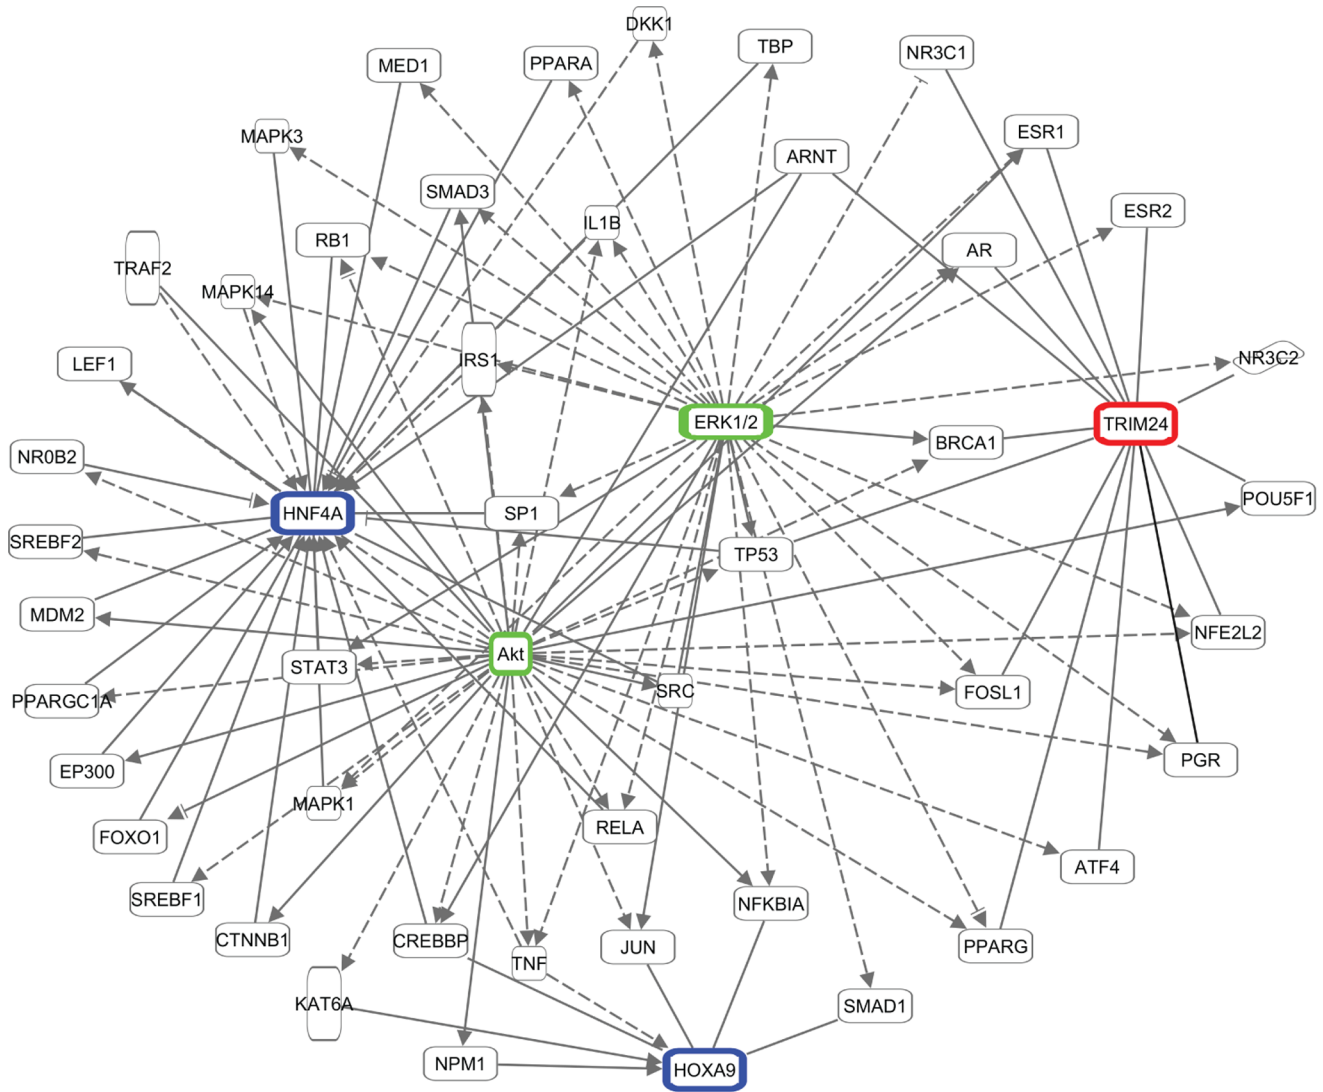 DKK1
TBP
NR3C1
MED1
PPARA
MAPK3
ESR1
ARNT
SMAD3
ESR2
IL1B
RB1
AR
TRAF2
MAPK14
IRS1
NR3C2
LEF1
ERK1/2
TRIM24
BRCA1
NR0B2
POU5F1
HNF4A
SP1
SREBF2
TP53
MDM2
NFE2L2
Akt
STAT3
SRC
FOSL1
PPARGC1A
PGR
EP300
MAPK1
RELA
FOXO1
ATF4
SREBF1
NFKBIA
CTNNB1
CREBBP
JUN
PPARG
TNF
KAT6A
SMAD1
NPM1
HOXA9